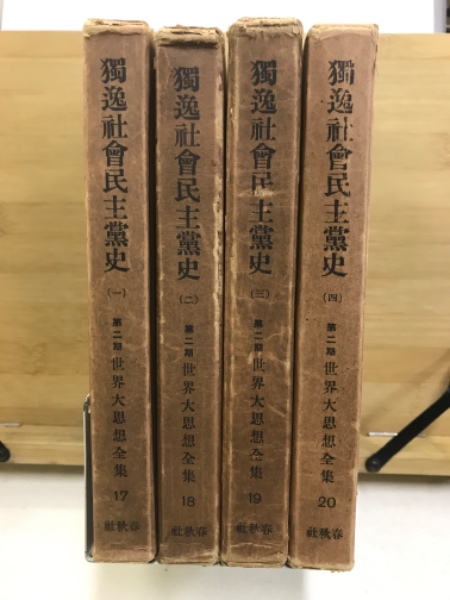 獨逸社會民主黨史
(一)
第二期世界大思想全集
17
春秋社
獨逸社會民主黨史
(二)
第二期世界大思想全集
18
春秋社
獨逸社會民主黨史
(三)
第二期世界大思想全集
19
春秋社
獨逸社會民主黨史
(四)
第二期世界大思想全集
20
春秋社